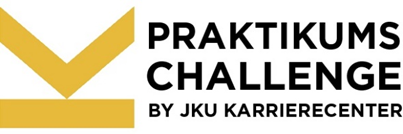 PRAKTIKUMS
CHALLENGE
BY JKU KARRIERECENTER